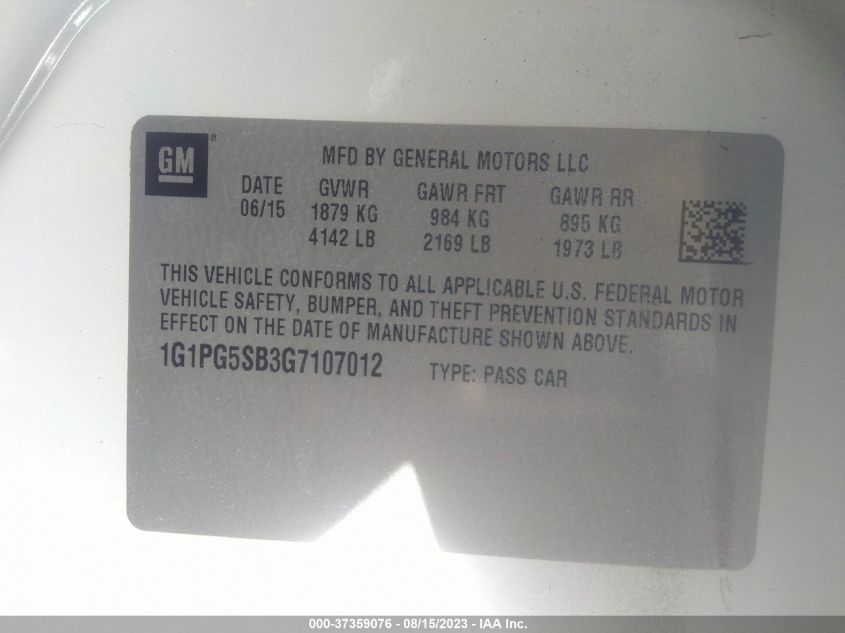 GM®
MFD BY GENERAL MOTORS LLC
DATE GVWR GAWR FRT GAWR RR
06/15 1879 KG 984 KG 895 KG
4142 LB 2169 LB 1973 LB
THIS VEHICLE CONFORMS TO ALL APPLICABLE U.S. FEDERAL MOTOR
VEHICLE SAFETY, BUMPER, AND THEFT PREVENTION STANDARDS IN
EFFECT ON THE DATE OF MANUFACTURE SHOWN ABOVE.
1G1PG5SB3G7107012 TYPE: PASS CAR
000-37359076 - 08/15/2023 - IAA Inc.